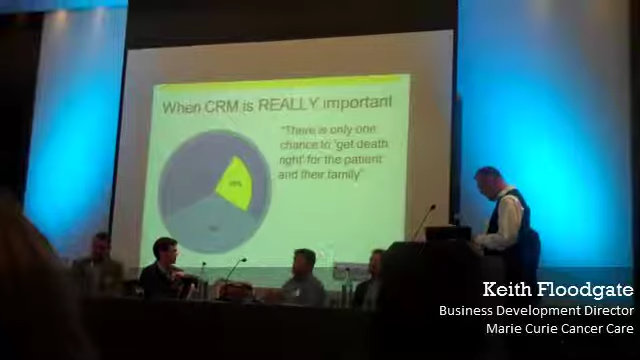 When CRM is REALLY important
"There is only one
chance to 'get death
right' for the patient
and their family"
Keith Floodgate
Business Development Director
Marie Curie Cancer Care